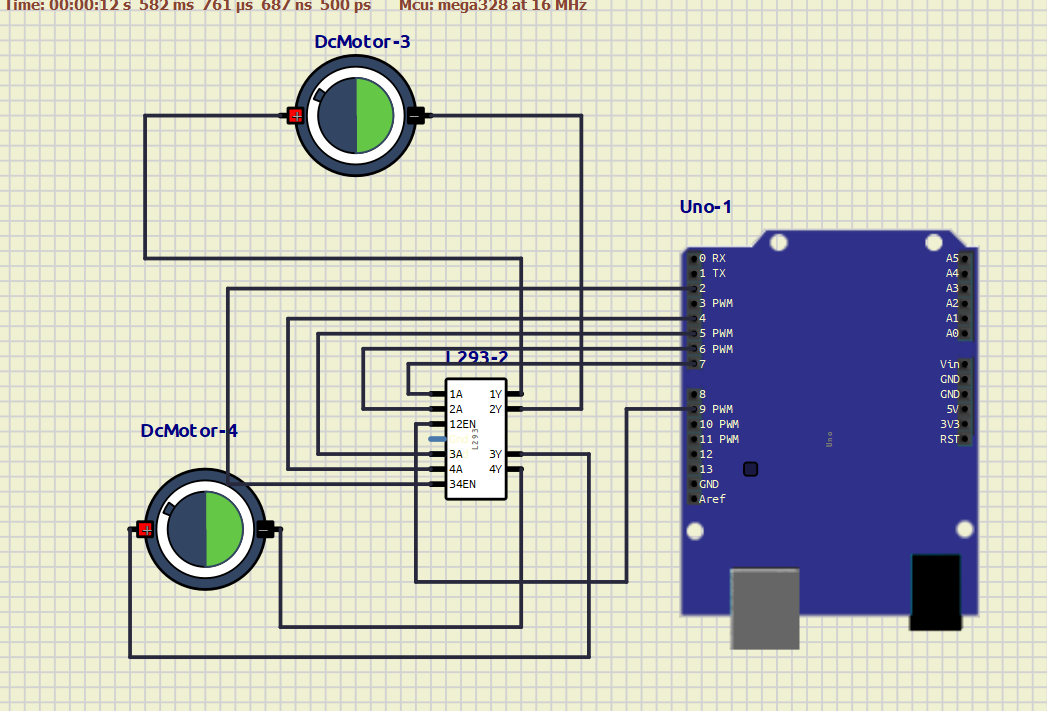 Time: 00:00:12 s 582 ms 761 µs 687 ns 500 ps Mcu: mega328 at 16 MHz
DcMotor-3
Uno-1
0 RX
1 TX
2
3 PWM
4
5 PWM
6 PWM
7
8
9 PWM
10 PWM
11 PWM
12
13
GND
Aref
A5
A4
A3
A2
A1
A0
Vin
GND
GND
5V
3V3
RST
Uno
L293-2
1A
2A
12EN
3A
4A
34EN
L293
1Y
2Y
3Y
4Y
DcMotor-4